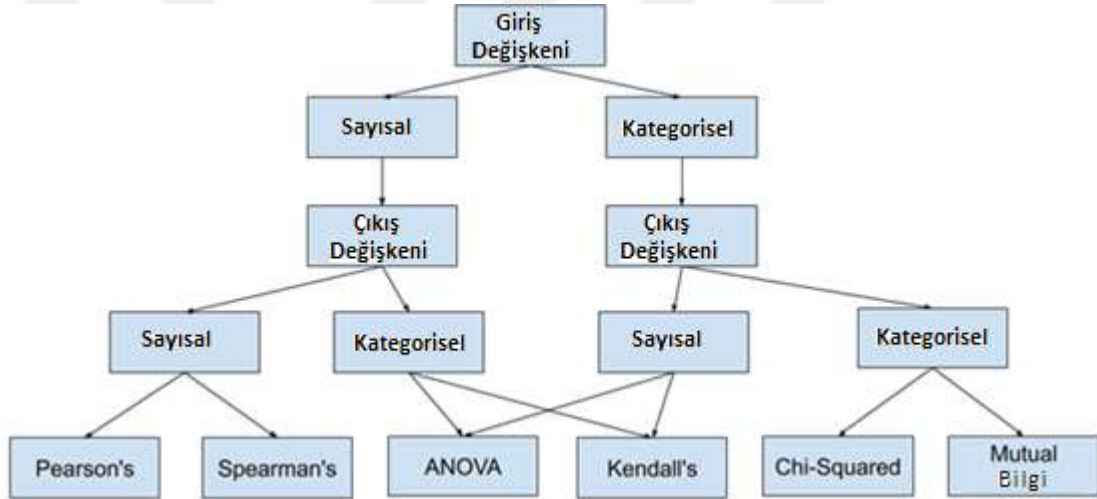 Giriş
Değişkeni
Sayısal
Kategorisel
Çıkış
Değişkeni
Çıkış
Değişkeni
Sayısal
Kategorisel
Sayısal
Kategorisel
Pearson's
Spearman's
ANOVA
Kendall's
Chi-Squared
Mutual
Bilgi